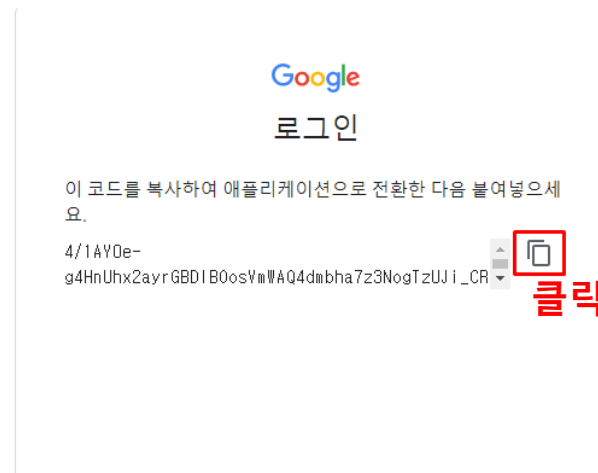 Google
로그인
이 코드를 복사하여 애플리케이션으로 전환한 다음 붙여넣으세
요.
4/1AY0e-
g4HnUhx2ayrGBDIB0osVmWAQ4dmbha7z3NogTzUJi_CR
클릭